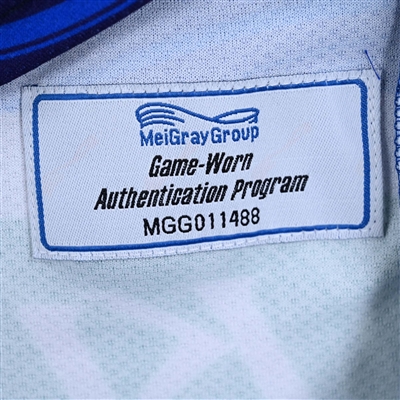 MeiGrayGroup
Game-Worn
Authentication Program
MGG011488